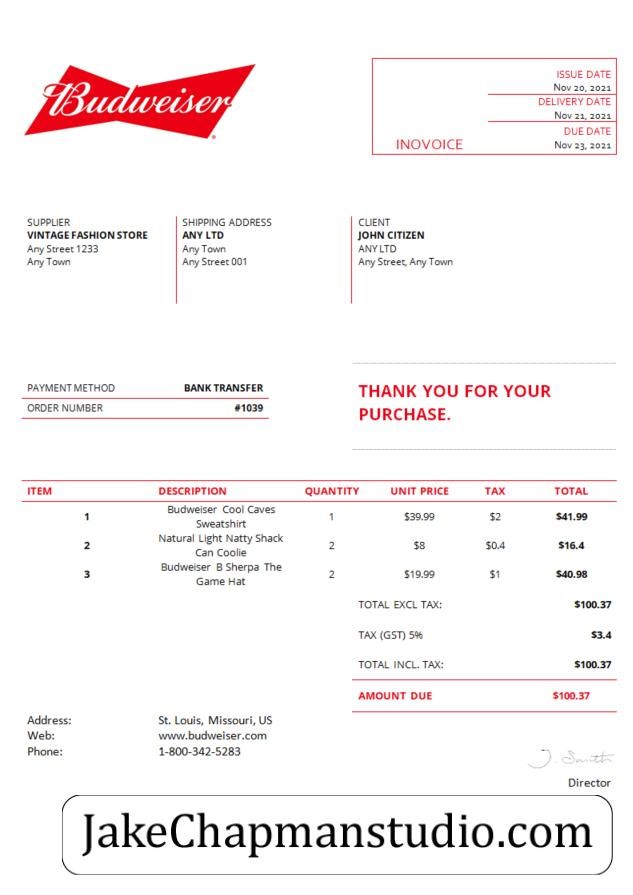 Budweiser
ISSUE DATE
Nov 20, 2021
DELIVERY DATE
Nov 21, 2021
DUE DATE
INOVOICE Nov 23, 2021
SUPPLIER
VINTAGE FASHION STORE
Any Street 1233
Any Town
SHIPPING ADDRESS
ANY LTD
Any Town
Any Street 001
CLIENT
JOHN CITIZEN
ANY LTD
Any Street, Any Town
PAYMENT METHOD BANK TRANSFER
ORDER NUMBER #1039
THANK YOU FOR YOUR
PURCHASE.
ITEM DESCRIPTION QUANTITY UNIT PRICE TAX TOTAL
1 Budweiser Cool Caves 1 $39.99 $2 $41.99
Sweatshirt
2 Natural Light Natty Shack 2 $8 $0.4 $16.4
Can Coolie
3 Budweiser B Sherpa The 2 $19.99 $1 $40.98
Game Hat
TOTAL EXCL TAX: $100.37
TAX (GST) 5% $3.4
TOTAL INCL. TAX: $100.37
AMOUNT DUE $100.37
Address: St. Louis, Missouri, US
Web: www.budweiser.com
Phone: 1-800-342-5283
J. Smith
Director
JakeChapmanstudio.com